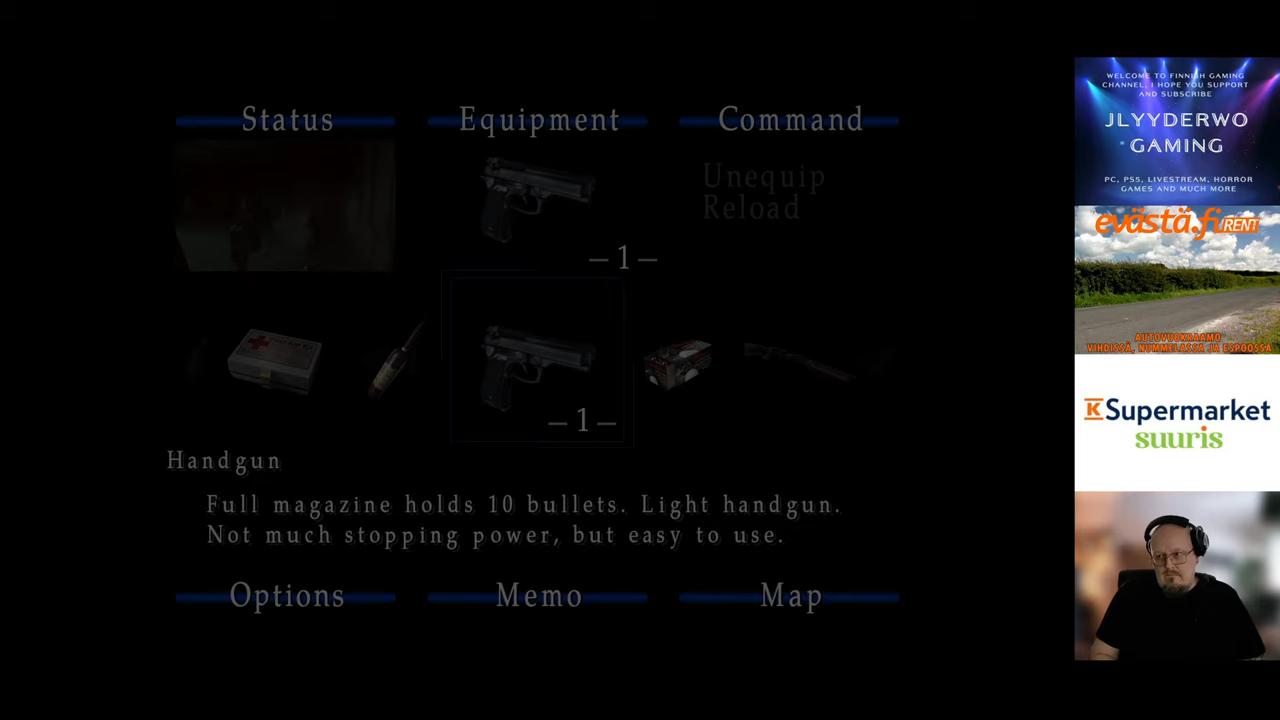 Status
Equipment
Command
Unequip
Reload
1
1
Handgun
Full magazine holds 10 bullets. Light handgun.
Not much stopping power, but easy to use.
Options
Memo
Map
WELCOME TO FINNISH GAMING
CHANNEL, I HOPE YOU SUPPORT
AND SUBSCRIBE
JLYYDERWO
GAMING
PC, PS5, LIVESTREAM, HORROR
GAMES AND MUCH MORE
evästä.fi RENT
AUTOVUOKRAAMO
VIHDISSÄ, NUMMELASSA JA ESPOOSSA
K Supermarket
suuris